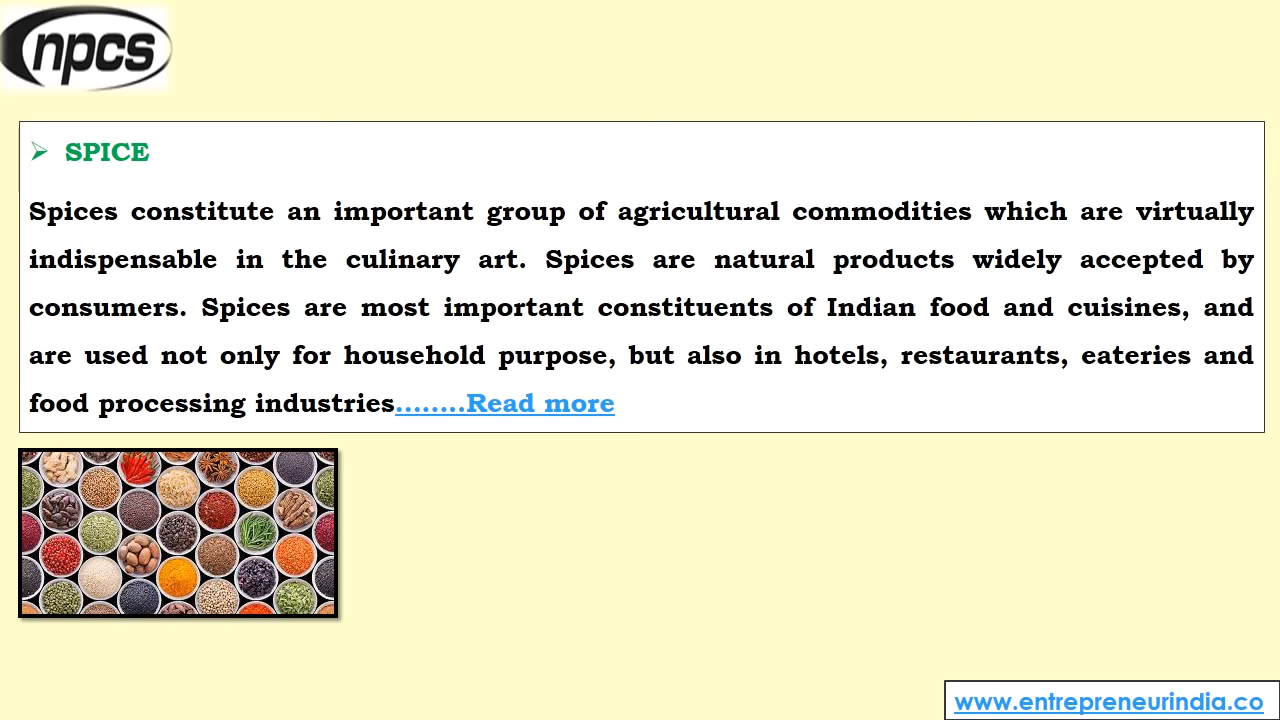 npcs
➢ SPICE
Spices constitute an important group of agricultural commodities which are virtually
indispensable in the culinary art. Spices are natural products widely accepted by
consumers. Spices are most important constituents of Indian food and cuisines, and
are used not only for household purpose, but also in hotels, restaurants, eateries and
food processing industries........Read more
www.entrepreneurindia.co